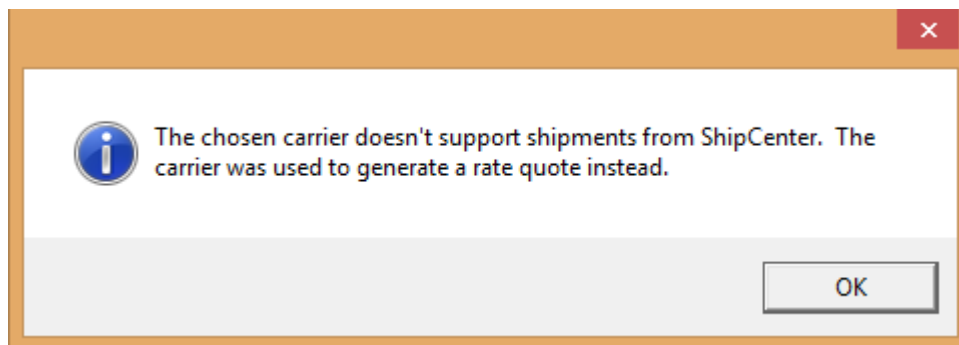 The chosen carrier doesn't support shipments from ShipCenter.  The
carrier was used to generate a rate quote instead.
OK